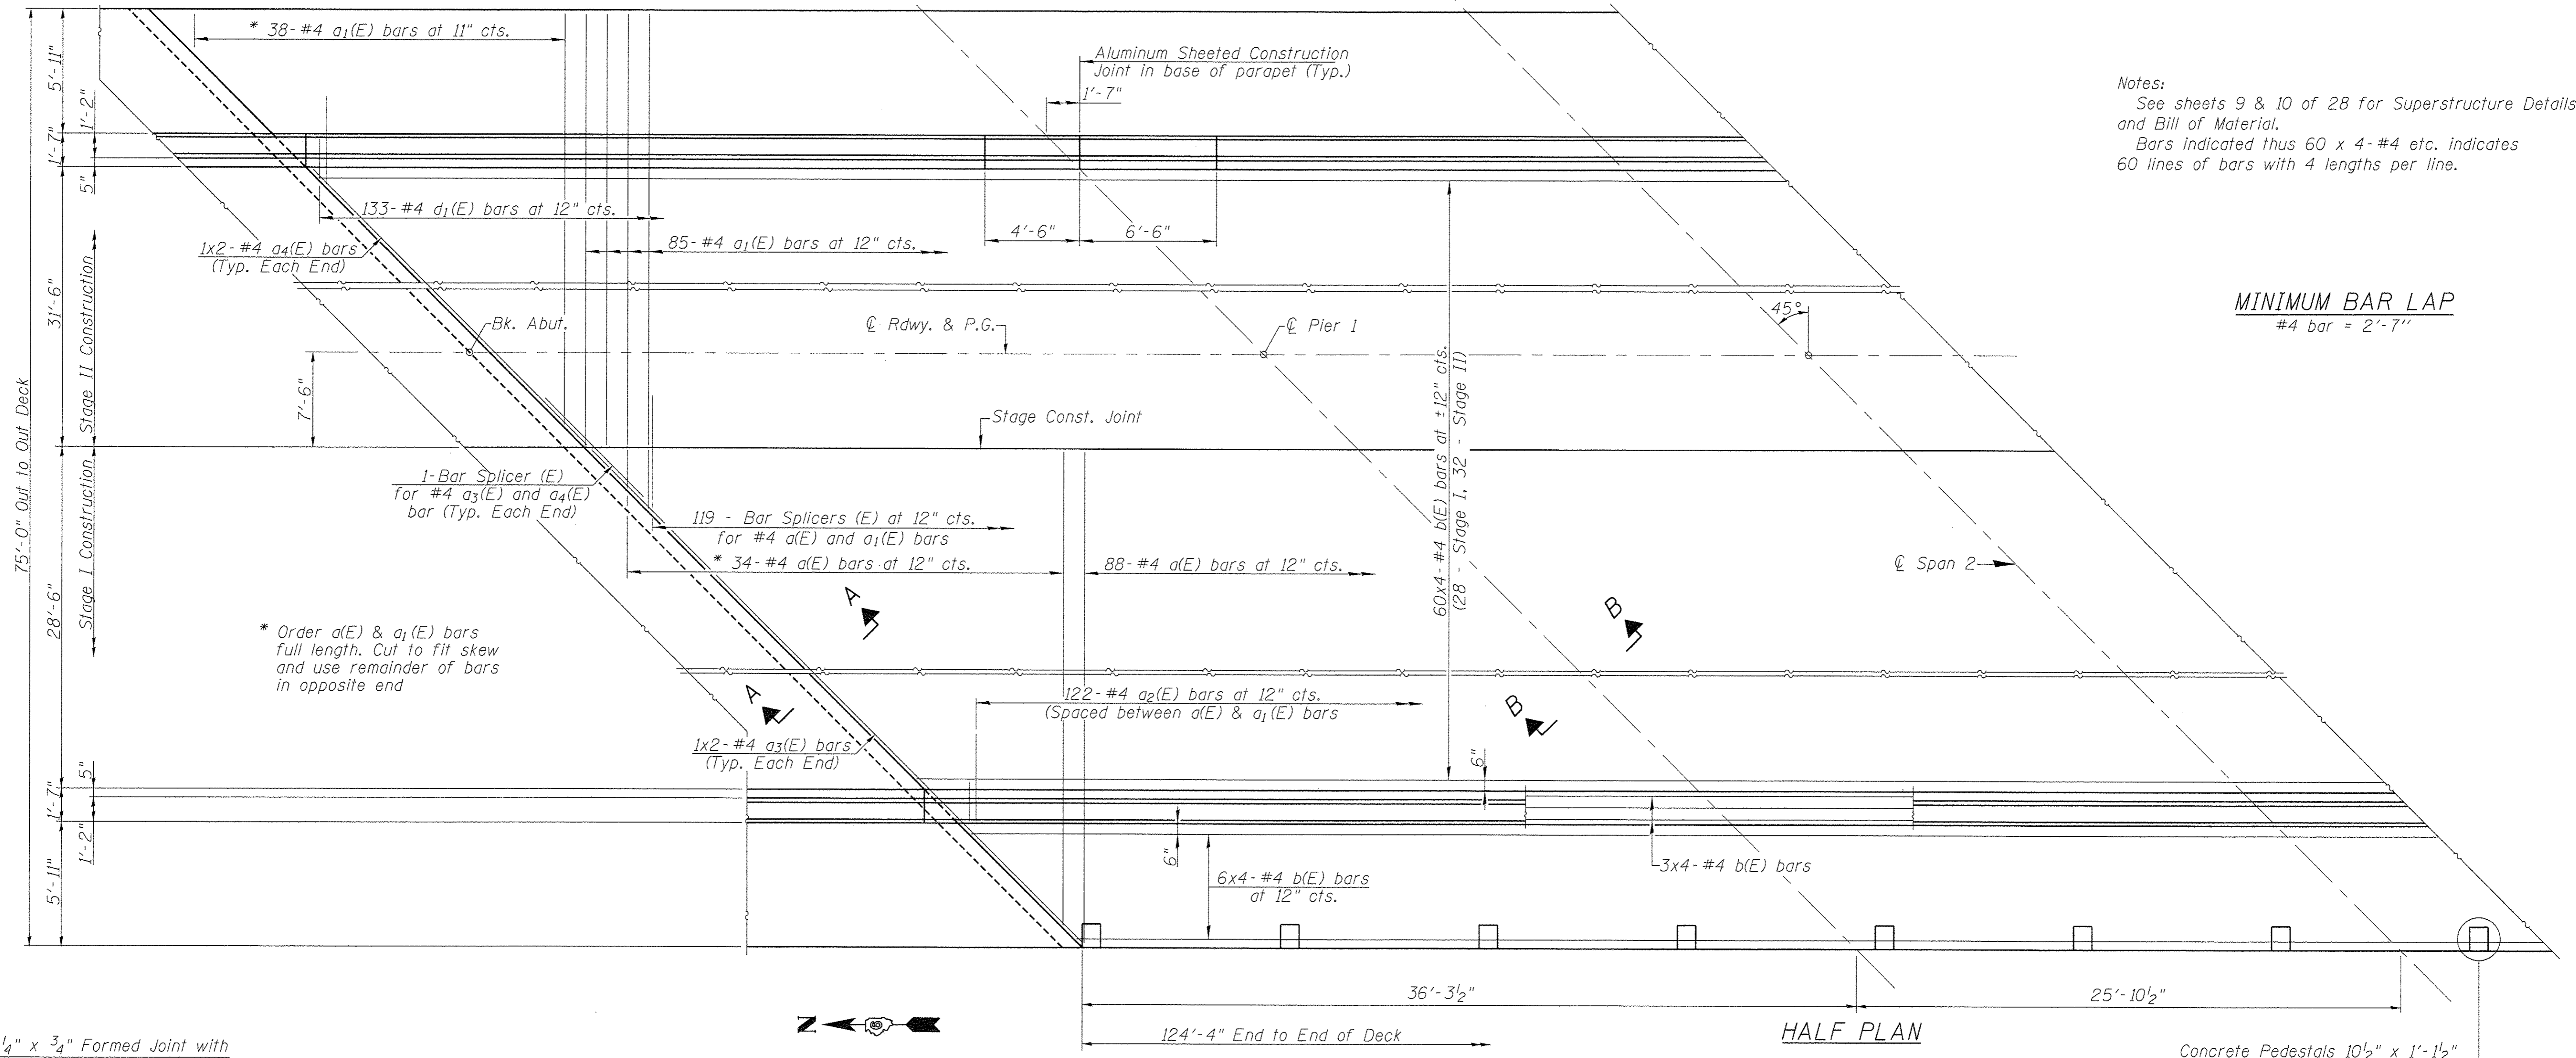 * 38-#4 a1(E) bars at 11" cts.
Aluminum Sheeted Construction
Joint in base of parapet (Typ.)
1'-7"
Notes:
See sheets 9 & 10 of 28 for Superstructure Details
and Bill of Material.
Bars indicated thus 60 x 4-#4 etc. indicates
60 lines of bars with 4 lengths per line.
5'-11"
1'-2"
1'-7"
5"
133-#4 d1(E) bars at 12" cts.
1x2-#4 a4(E) bars
(Typ. Each End)
85-#4 a1(E) bars at 12" cts.
4'-6"
6'-6"
MINIMUM BAR LAP
#4 bar = 2'-7"
31'-6"
Stage II Construction
Bk. Abut.
℄ Rdwy. & P.G.
℄ Pier 1
45°
7'-6"
75'-0" Out to Out Deck
60x4-#4 b(E) bars at ±12" cts.
(28 - Stage I, 32 - Stage II)
Stage Const. Joint
1-Bar Splicer (E)
for #4 a3(E) and a4(E)
bar (Typ. Each End)
119 - Bar Splicers (E) at 12" cts.
for #4 a(E) and a1(E) bars
* 34-#4 a(E) bars at 12" cts.
88-#4 a(E) bars at 12" cts.
℄ Span 2
28'-6"
Stage I Construction
A
B
* Order a(E) & a1(E) bars
full length. Cut to fit skew
and use remainder of bars
in opposite end
A
B
122-#4 a2(E) bars at 12" cts.
(Spaced between a(E) & a1(E) bars
1x2-#4 a3(E) bars
(Typ. Each End)
6"
5"
1'-7"
1'-2"
5'-11"
6"
3x4-#4 b(E) bars
6x4-#4 b(E) bars
at 12" cts.
36'-3 1/2"
25'-10 1/2"
N
124'-4" End to End of Deck
HALF PLAN
1/4" x 3/4" Formed Joint with
Concrete Pedestals 10 1/2" x 1'-1 1/2"